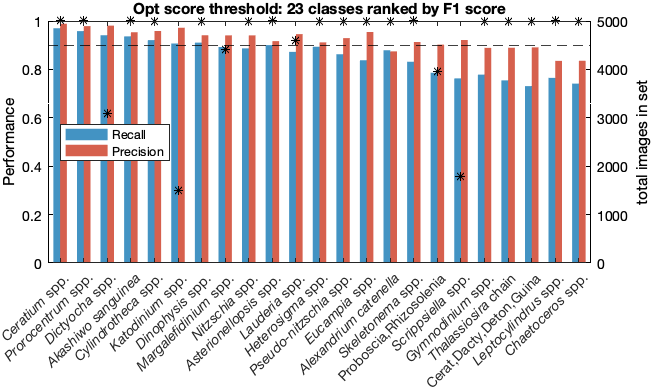 Opt score threshold: 23 classes ranked by F1 score
Performance
1
0.8
0.6
0.4
0.2
0
Recall
Precision
5000
4000
3000
2000
1000
0
total images in set
Ceratium spp.
Prorocentrum spp.
Dictyocha spp.
Akashiwo sanguinea
Cylindrotheca spp.
Katodinium spp.
Dinophysis spp.
Margalefidinium spp.
Nitzschia spp.
Asterionellopsis spp.
Lauderia spp.
Heterosigma spp.
Pseudo-nitzschia spp.
Eucampia spp.
Alexandrium catenella
Skeletonema spp.
Proboscia,Rhizosolenia
Scrippsiella spp.
Gymnodinium spp.
Thalassiosira chain
Cerat,Dacty,Deton,Guina
Leptocylindrus spp.
Chaetoceros spp.